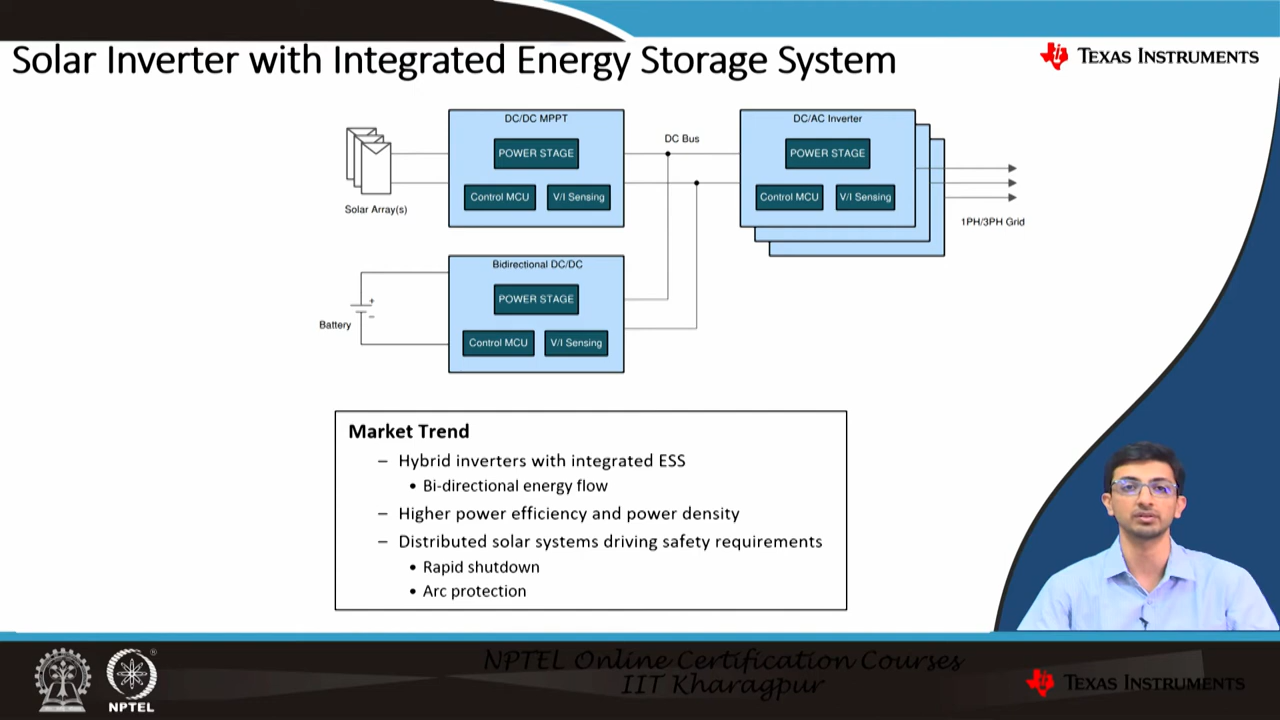 Solar Inverter with Integrated Energy Storage System
TEXAS INSTRUMENTS
DC/DC MPPT
POWER STAGE
Control MCU
V/I Sensing
Solar Array(s)
DC Bus
DC/AC Inverter
POWER STAGE
Control MCU
V/I Sensing
1PH/3PH Grid
Bidirectional DC/DC
POWER STAGE
Control MCU
V/I Sensing
Battery
+
−
Market Trend
– Hybrid inverters with integrated ESS
• Bi-directional energy flow
– Higher power efficiency and power density
– Distributed solar systems driving safety requirements
• Rapid shutdown
• Arc protection
NPTEL
®
NPTEL Online Certification Courses
IIT Kharagpur
TEXAS INSTRUMENTS